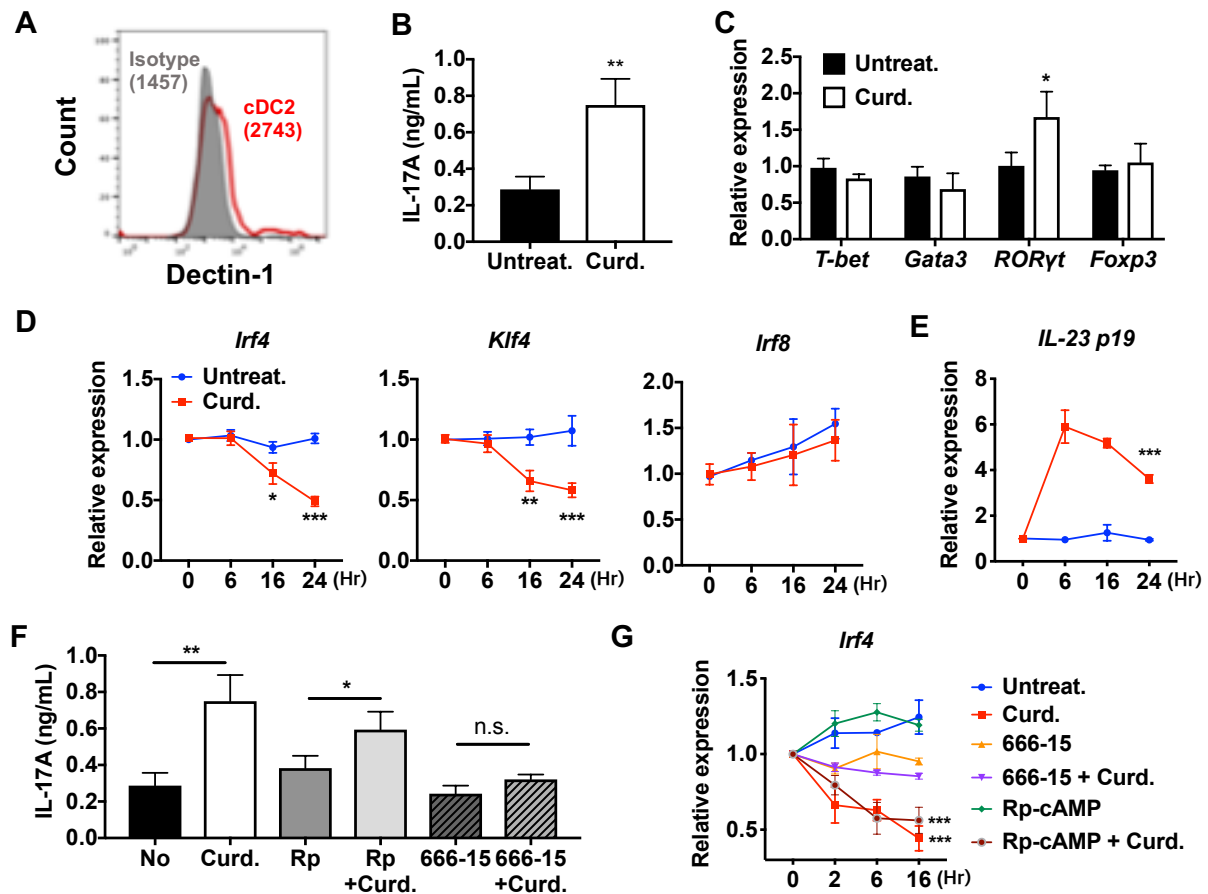 A
Isotype
(1457)
cDC2
(2743)
Count
100
80
60
40
20
0
Dectin-1
B
**
IL-17A (ng/mL)
1.0
0.8
0.6
0.4
0.2
0.0
Untreat. Curd.
C
Untreat.
Curd.
*
Relative expression
2.5
2.0
1.5
1.0
0.5
0.0
T-bet Gata3 RORγt Foxp3
D
Irf4
Untreat.
Curd.
Relative expression
1.5
1.0
0.5
0.0
* ***
0 6 16 24 (Hr)
Klf4
1.5
1.0
0.5
0.0
** ***
0 6 16 24 (Hr)
Irf8
2.0
1.5
1.0
0.5
0.0
0 6 16 24 (Hr)
E
IL-23 p19
Relative expression
8
6
4
2
0
***
0 6 16 24 (Hr)
F
IL-17A (ng/mL)
1.0
0.8
0.6
0.4
0.2
0.0
** * n.s.
No Curd. Rp Rp 666-15 666-15
+Curd. +Curd.
G
Irf4
Relative expression
1.5
1.0
0.5
***
***
0 2 6 16 (Hr)
Untreat.
Curd.
666-15
666-15 + Curd.
Rp-cAMP
Rp-cAMP + Curd.